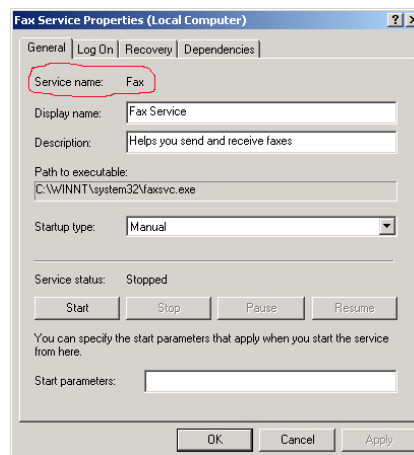 Fax Service Properties (Local Computer) ? x
General Log On Recovery Dependencies
Service name: Fax
Display name: Fax Service
Description: Helps you send and receive faxes
Path to executable:
C:\WINNT\system32\faxsvc.exe
Startup type: Manual
Service status: Stopped
Start Stop Pause Resume
You can specify the start parameters that apply when you start the service
from here.
Start parameters:
OK Cancel Apply